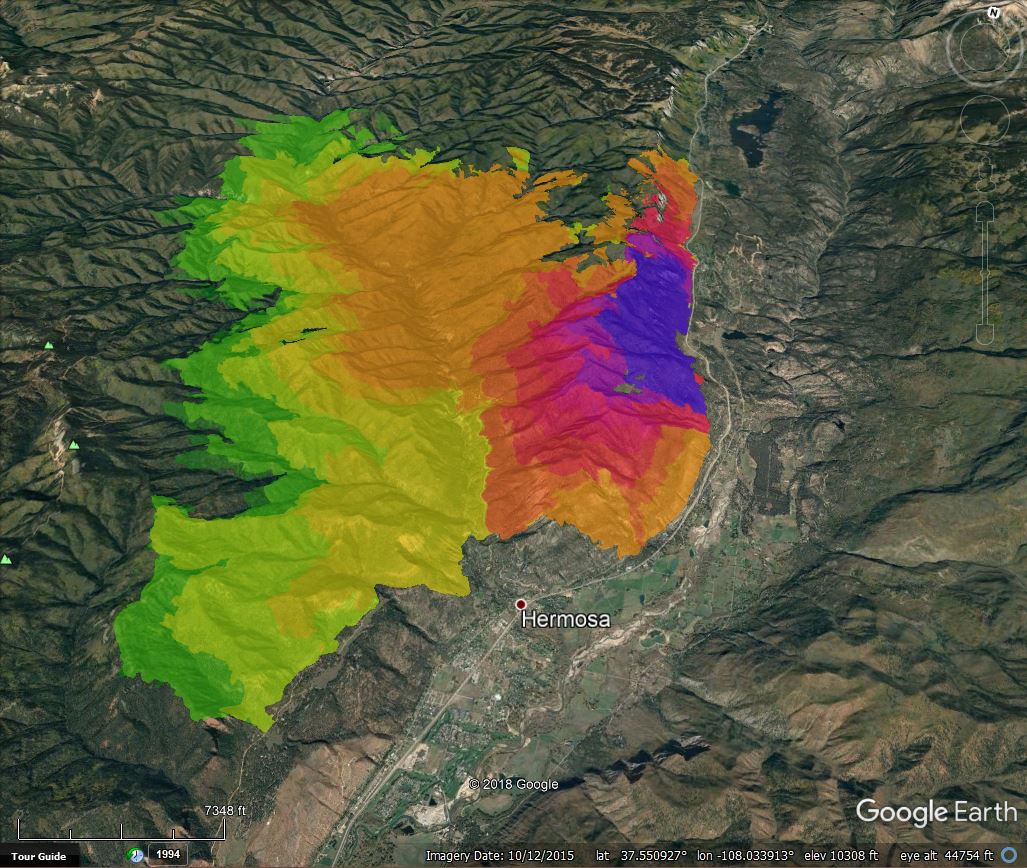 N
Hermosa
© 2018 Google
Google Earth
7348 ft
Tour Guide
1994
Imagery Date: 10/12/2015 lat 37.550927° lon -108.033913° elev 10308 ft eye alt 44754 ft